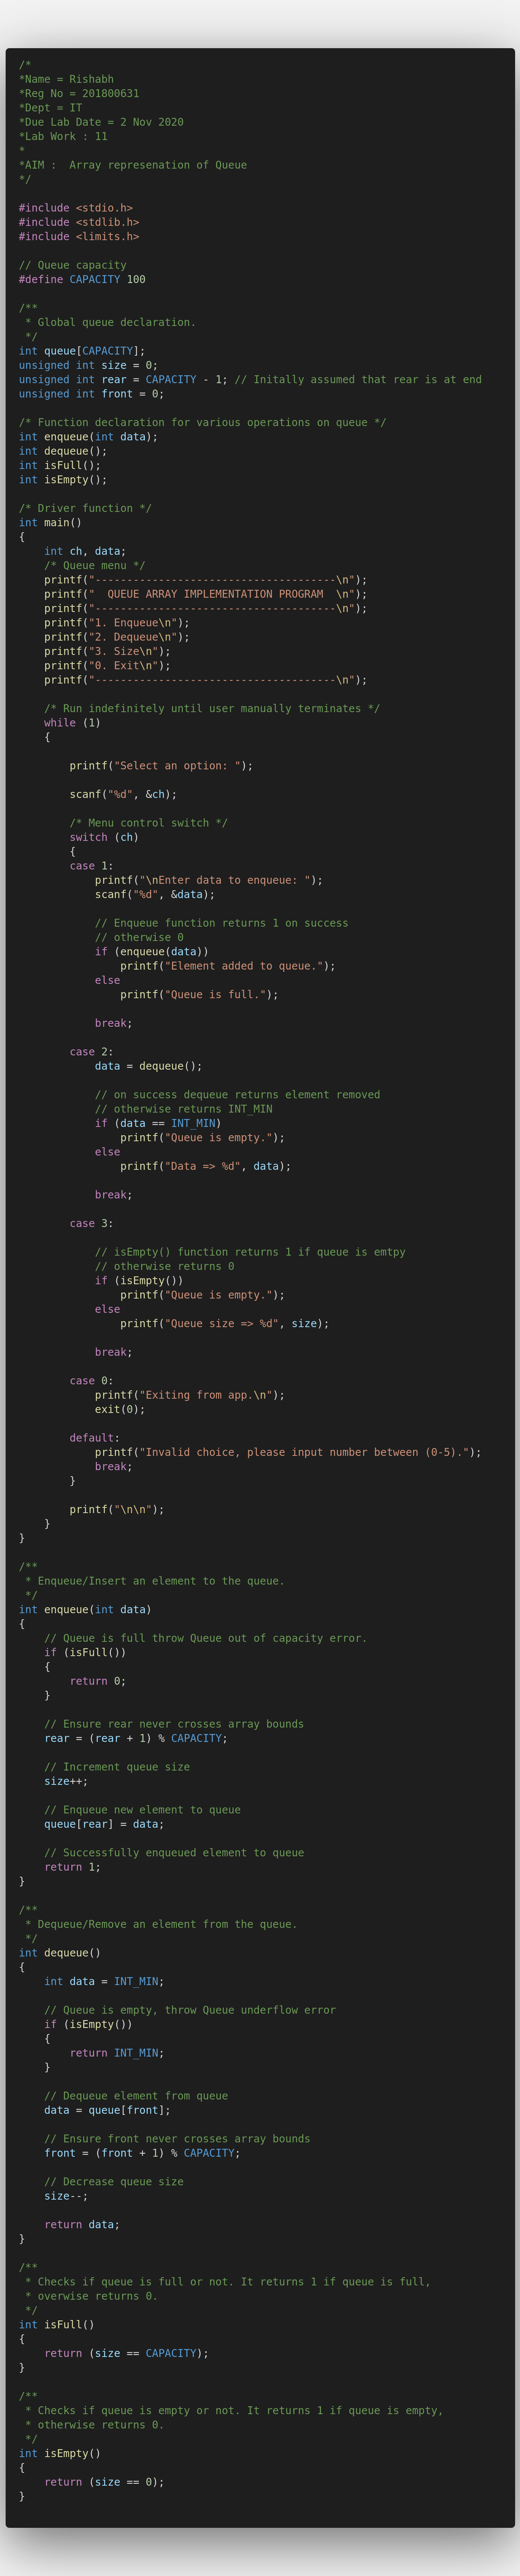 /*
*Name = Rishabh
*Reg No = 201800631
*Dept = IT
*Due Lab Date = 2 Nov 2020
*Lab Work : 11
*
*AIM :  Array represenation of Queue
*/

#include <stdio.h>
#include <stdlib.h>
#include <limits.h>

// Queue capacity
#define CAPACITY 100

/**
 * Global queue declaration.
 */
int queue[CAPACITY];
unsigned int size = 0;
unsigned int rear = CAPACITY - 1; // Initally assumed that rear is at end
unsigned int front = 0;

/* Function declaration for various operations on queue */
int enqueue(int data);
int dequeue();
int isFull();
int isEmpty();

/* Driver function */
int main()
{
    int ch, data;
    /* Queue menu */
    printf("--------------------------------------\n");
    printf("  QUEUE ARRAY IMPLEMENTATION PROGRAM  \n");
    printf("--------------------------------------\n");
    printf("1. Enqueue\n");
    printf("2. Dequeue\n");
    printf("3. Size\n");
    printf("0. Exit\n");
    printf("--------------------------------------\n");

    /* Run indefinitely until user manually terminates */
    while (1)
    {

        printf("Select an option: ");

        scanf("%d", &ch);

        /* Menu control switch */
        switch (ch)
        {
        case 1:
            printf("\nEnter data to enqueue: ");
            scanf("%d", &data);

            // Enqueue function returns 1 on success
            // otherwise 0
            if (enqueue(data))
                printf("Element added to queue.");
            else
                printf("Queue is full.");

            break;

        case 2:
            data = dequeue();

            // on success dequeue returns element removed
            // otherwise returns INT_MIN
            if (data == INT_MIN)
                printf("Queue is empty.");
            else
                printf("Data => %d", data);

            break;

        case 3:

            // isEmpty() function returns 1 if queue is emtpy
            // otherwise returns 0
            if (isEmpty())
                printf("Queue is empty.");
            else
                printf("Queue size => %d", size);

            break;

        case 0:
            printf("Exiting from app.\n");
            exit(0);

        default:
            printf("Invalid choice, please input number between (0-5).");
            break;
        }

        printf("\n\n");
    }
}

/**
 * Enqueue/Insert an element to the queue.
 */
int enqueue(int data)
{
    // Queue is full throw Queue out of capacity error.
    if (isFull())
    {
        return 0;
    }

    // Ensure rear never crosses array bounds
    rear = (rear + 1) % CAPACITY;

    // Increment queue size
    size++;

    // Enqueue new element to queue
    queue[rear] = data;

    // Successfully enqueued element to queue
    return 1;
}

/**
 * Dequeue/Remove an element from the queue.
 */
int dequeue()
{
    int data = INT_MIN;

    // Queue is empty, throw Queue underflow error
    if (isEmpty())
    {
        return INT_MIN;
    }

    // Dequeue element from queue
    data = queue[front];

    // Ensure front never crosses array bounds
    front = (front + 1) % CAPACITY;

    // Decrease queue size
    size--;

    return data;
}

/**
 * Checks if queue is full or not. It returns 1 if queue is full,
 * overwise returns 0.
 */
int isFull()
{
    return (size == CAPACITY);
}

/**
 * Checks if queue is empty or not. It returns 1 if queue is empty,
 * otherwise returns 0.
 */
int isEmpty()
{
    return (size == 0);
}